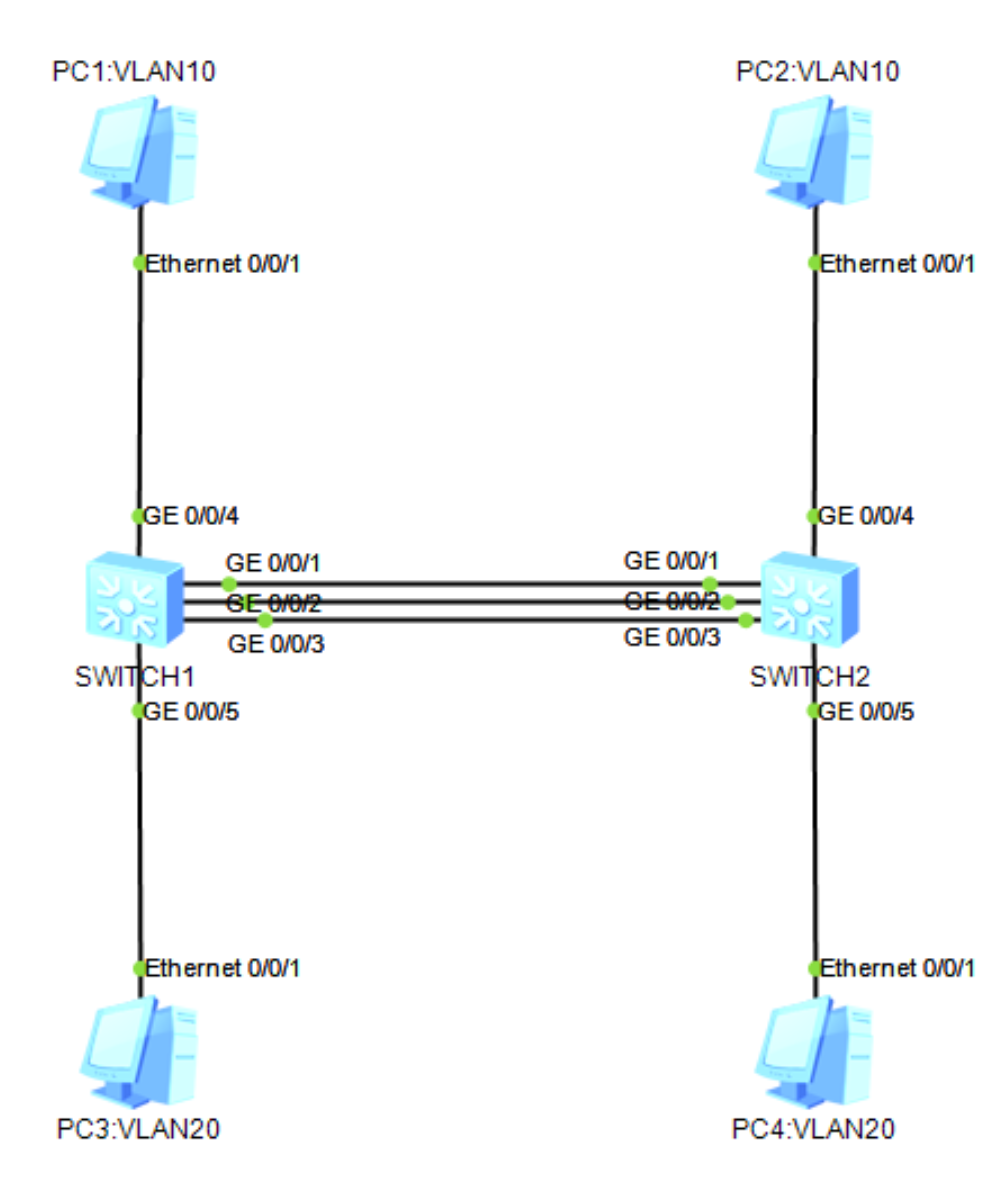 PC1:VLAN10
PC2:VLAN10
Ethernet 0/0/1
Ethernet 0/0/1
GE 0/0/4
GE 0/0/4
GE 0/0/1
GE 0/0/1
GE 0/0/2
GE 0/0/2
GE 0/0/3
GE 0/0/3
SWITCH1
SWITCH2
GE 0/0/5
GE 0/0/5
Ethernet 0/0/1
Ethernet 0/0/1
PC3:VLAN20
PC4:VLAN20